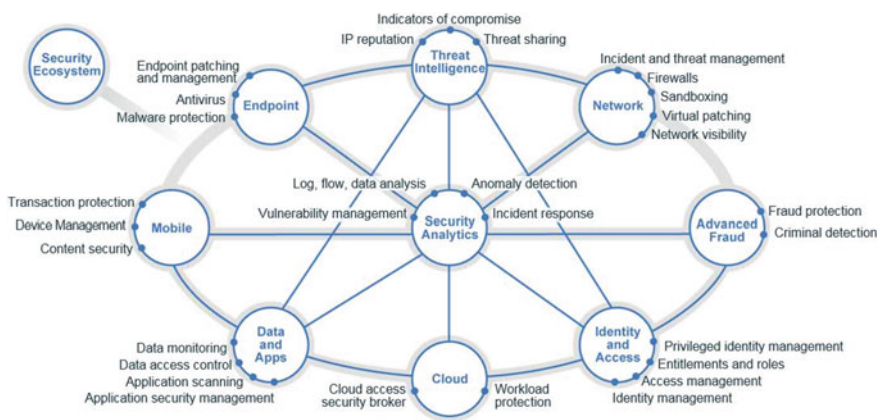 Indicators of compromise
IP reputation
Threat sharing
Security
Ecosystem
Threat
Intelligence
Endpoint patching
and management
Antivirus
Malware protection
Endpoint
Incident and threat management
Firewalls
Sandboxing
Virtual patching
Network visibility
Network
Log, flow, data analysis
Anomaly detection
Vulnerability management
Incident response
Security
Analytics
Transaction protection
Device Management
Content security
Mobile
Advanced
Fraud
Fraud protection
Criminal detection
Data
and
Apps
Data monitoring
Data access control
Application scanning
Application security management
Cloud
Cloud access
security broker
Workload
protection
Identity
and
Access
Privileged identity management
Entitlements and roles
Access management
Identity management